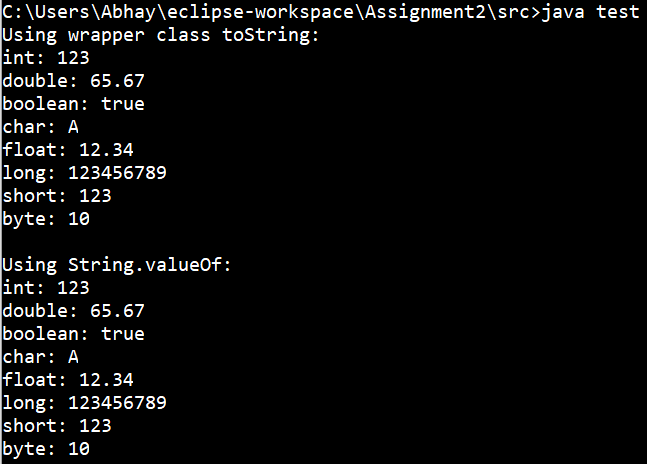 C:\Users\Abhay\eclipse-workspace\Assignment2\src>java test
Using wrapper class toString:
int: 123
double: 65.67
boolean: true
char: A
float: 12.34
long: 123456789
short: 123
byte: 10

Using String.valueOf:
int: 123
double: 65.67
boolean: true
char: A
float: 12.34
long: 123456789
short: 123
byte: 10